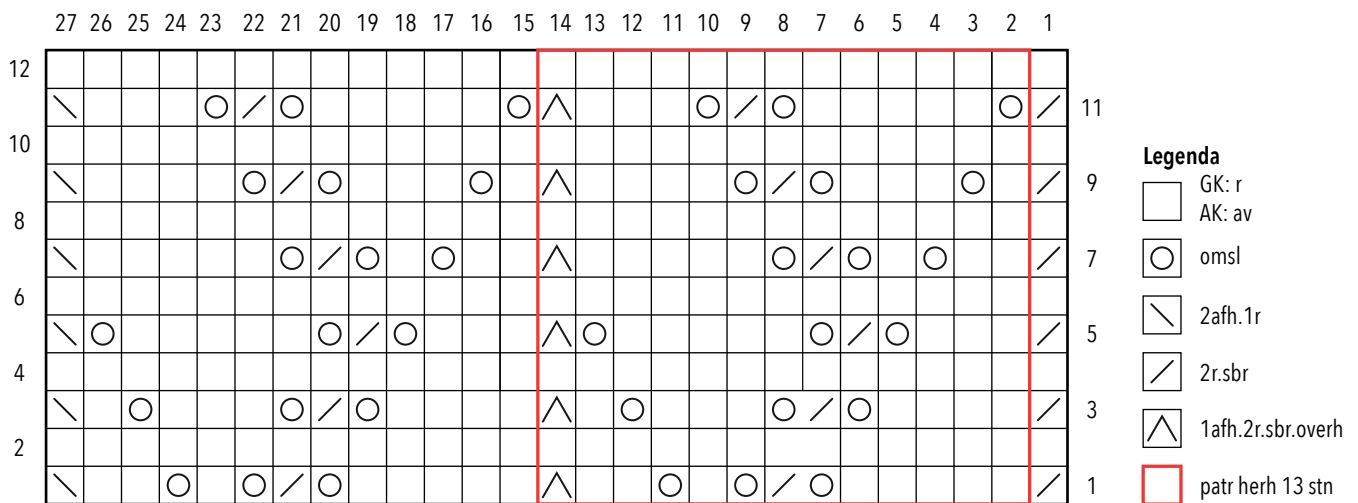 27 26 25 24 23 22 21 20 19 18 17 16 15 14 13 12 11 10 9 8 7 6 5 4 3 2 1
12
11
10
9
8
7
6
5
4
3
2
1
Legenda
GK: r
AK: av
omsl
2afh.1r
2r.sbr
1afh.2r.sbr.overh
patr herh 13 stn